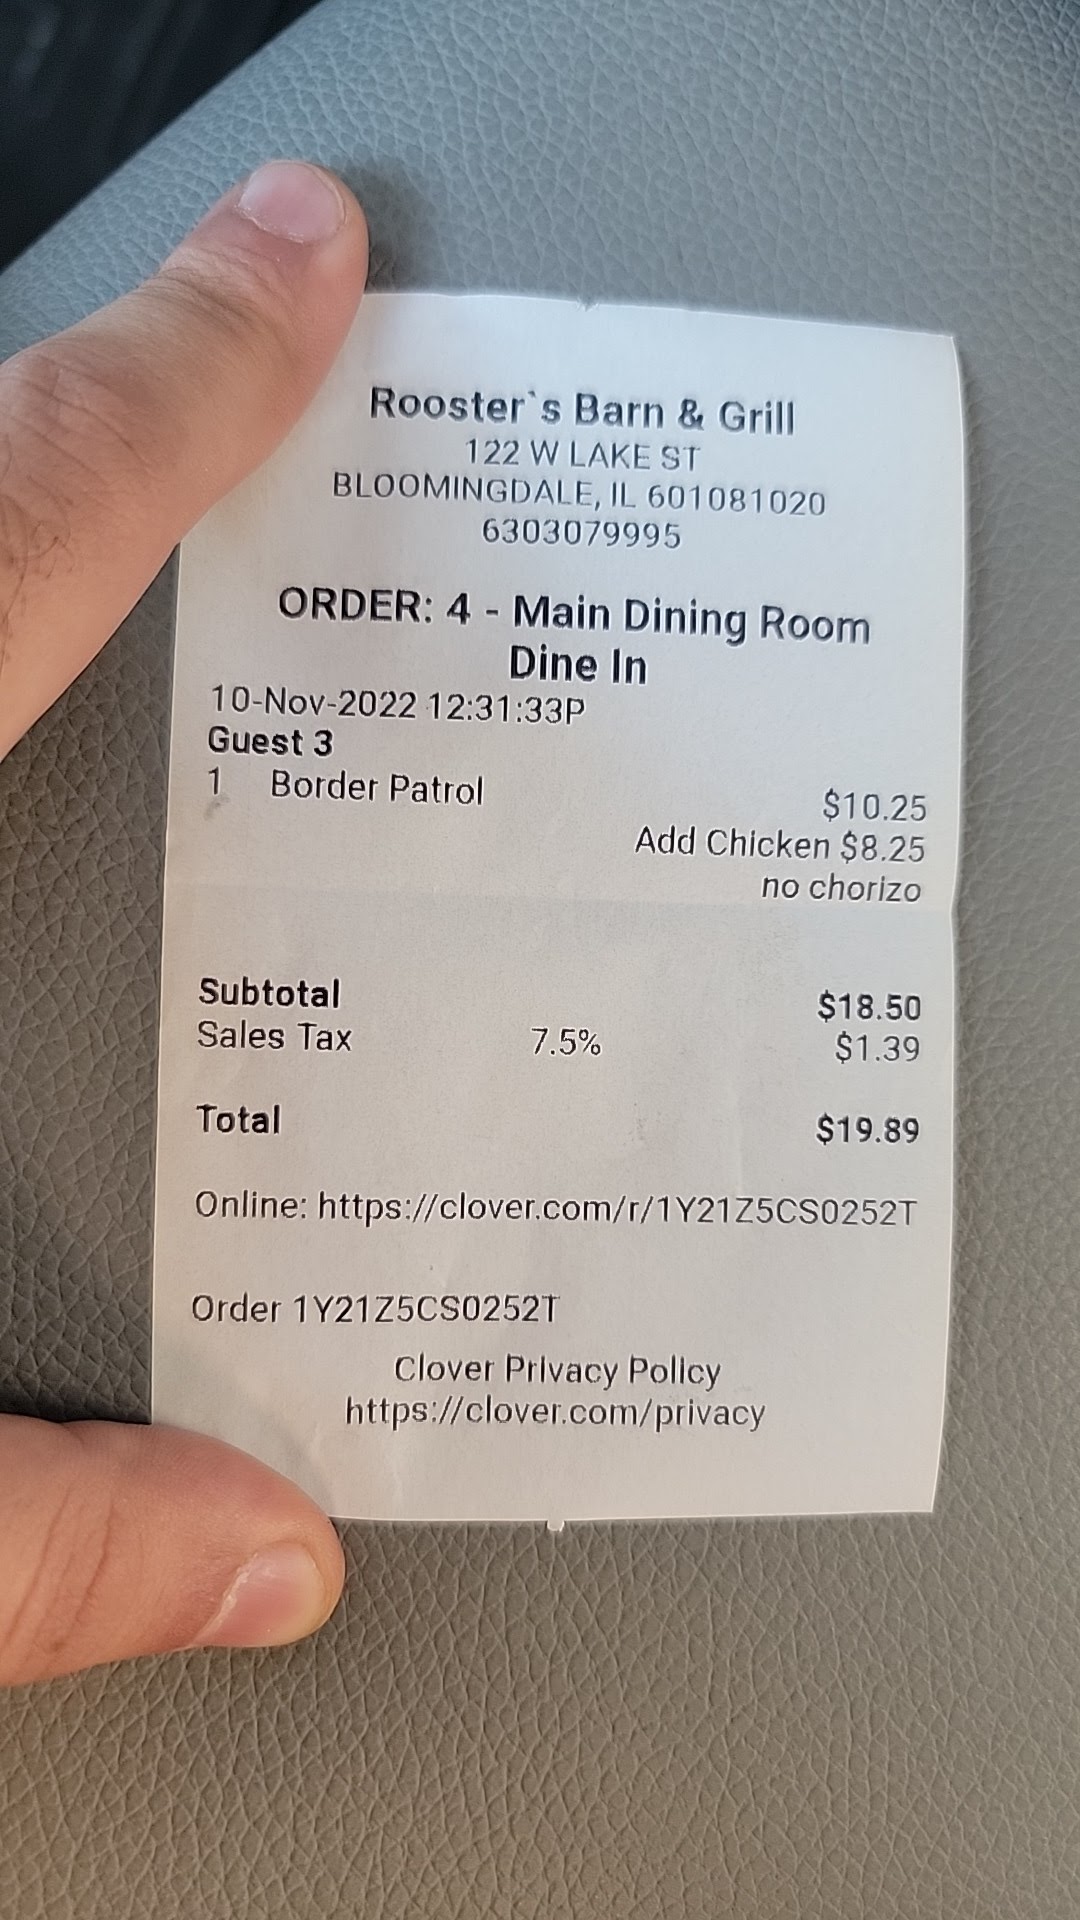 Rooster`s Barn & Grill
122 W LAKE ST
BLOOMINGDALE, IL 601081020
6303079995
ORDER: 4 - Main Dining Room
Dine In
10-Nov-2022 12:31:33P
Guest 3
1 Border Patrol $10.25
Add Chicken $8.25
no chorizo
Subtotal $18.50
Sales Tax 7.5% $1.39
Total $19.89
Online: https://clover.com/r/1Y21Z5CS0252T
Order 1Y21Z5CS0252T
Clover Privacy Policy
https://clover.com/privacy